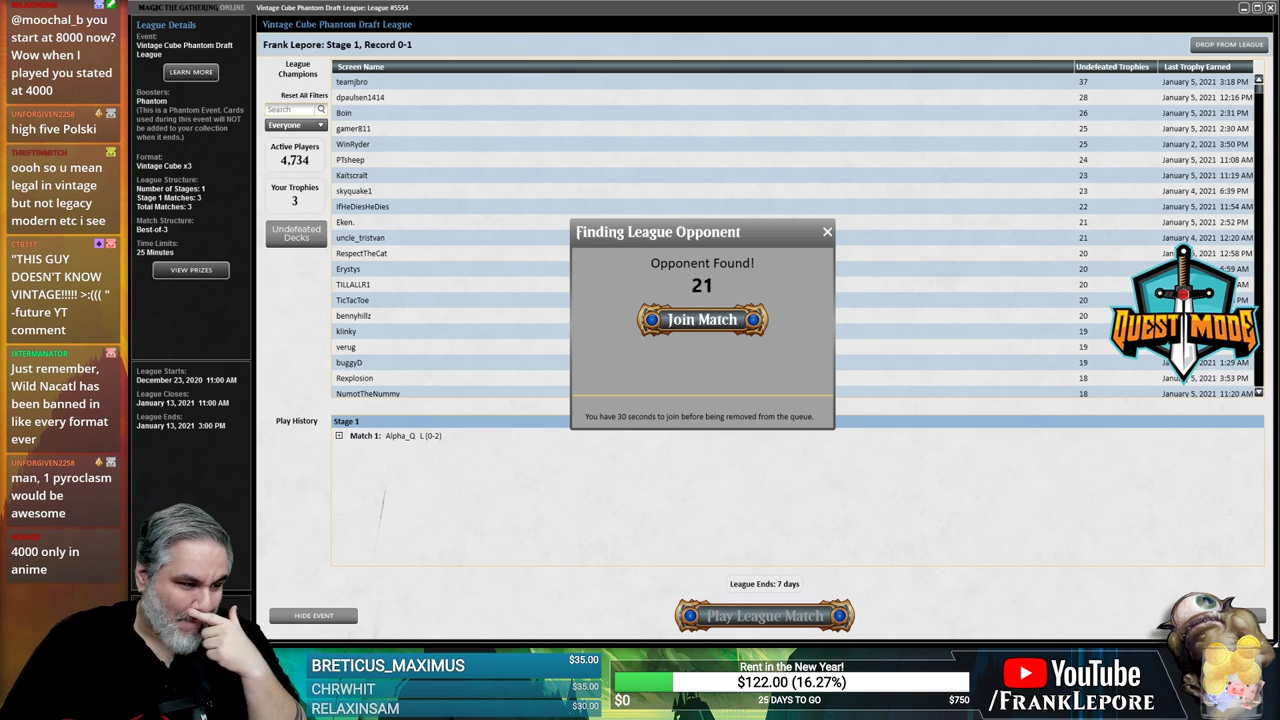 MAGIC THE GATHERING ONLINE
Vintage Cube Phantom Draft League: League #5554
RELAXINSAM
@moochal_b you
start at 8000 now?
Wow when I
played you stated
at 4000
UNFORGIVEN2258
high five Polski
THRIFTINMITCH
oooh so u mean
legal in vintage
but not legacy
modern etc i see
CTB117
"THIS GUY
DOESN'T KNOW
VINTAGE!!!!! >:((( "
-future YT
comment
IXTERMANATOR
Just remember,
Wild Nacatl has
been banned in
like every format
ever
UNFORGIVEN2258
man, 1 pyroclasm
would be
awesome
4000 only in
anime
League Details
Event:
Vintage Cube Phantom Draft
League
LEARN MORE
Boosters:
Phantom
(This is a Phantom Event. Cards
used during this event will NOT
be added to your collection
when it ends.)
Format:
Vintage Cube x3
League Structure:
Number of Stages: 1
Stage 1 Matches: 3
Total Matches: 3
Match Structure:
Best-of-3
Time Limits:
25 Minutes
VIEW PRIZES
League Starts:
December 23, 2020 11:00 AM
League Closes:
January 13, 2021 11:00 AM
League Ends:
January 13, 2021 3:00 PM
Vintage Cube Phantom Draft League
Frank Lepore: Stage 1, Record 0-1
DROP FROM LEAGUE
League
Champions
Reset All Filters
Search
Everyone
Active Players
4,734
Your Trophies
3
Undefeated
Decks
Screen Name Undefeated Trophies Last Trophy Earned
teamjbro 37 January 5, 2021 3:18 PM
dpaulsen1414 28 January 5, 2021 12:16 PM
Boin 26 January 5, 2021 2:31 PM
gamer811 25 January 5, 2021 2:30 AM
WinRyder 25 January 2, 2021 3:50 PM
PTsheep 24 January 5, 2021 11:08 AM
Kaitscralt 23 January 5, 2021 11:19 AM
skyquake1 23 January 4, 2021 6:39 PM
IfHeDiesHeDies 22 January 5, 2021 11:54 AM
Eken. 21 January 5, 2021 2:52 PM
uncle_tristvan 21 January 4, 2021 12:20 AM
RespectTheCat 20 12:58 PM
Erystys 20 AM
TILLALLR1 20
TicTacToe 20 PM
bennyhillz 20
klinky 19
verug 19
buggyD 19 1:29 AM
Rexplosion 18 3:53 PM
NumotTheNummy 18 January 5, 2021 11:20 AM
Finding League Opponent
Opponent Found!
21
Join Match
You have 30 seconds to join before being removed from the queue.
QUEST MODE
Play History
Stage 1
Match 1: Alpha_Q L (0-2)
League Ends: 7 days
HIDE EVENT
Play League Match
BRETICUS_MAXIMUS $35.00
CHRWHIT $35.00
RELAXINSAM $30.00
Rent in the New Year!
$122.00 (16.27%)
$0 25 DAYS TO GO $750
YouTube
/FRANKLEPORE